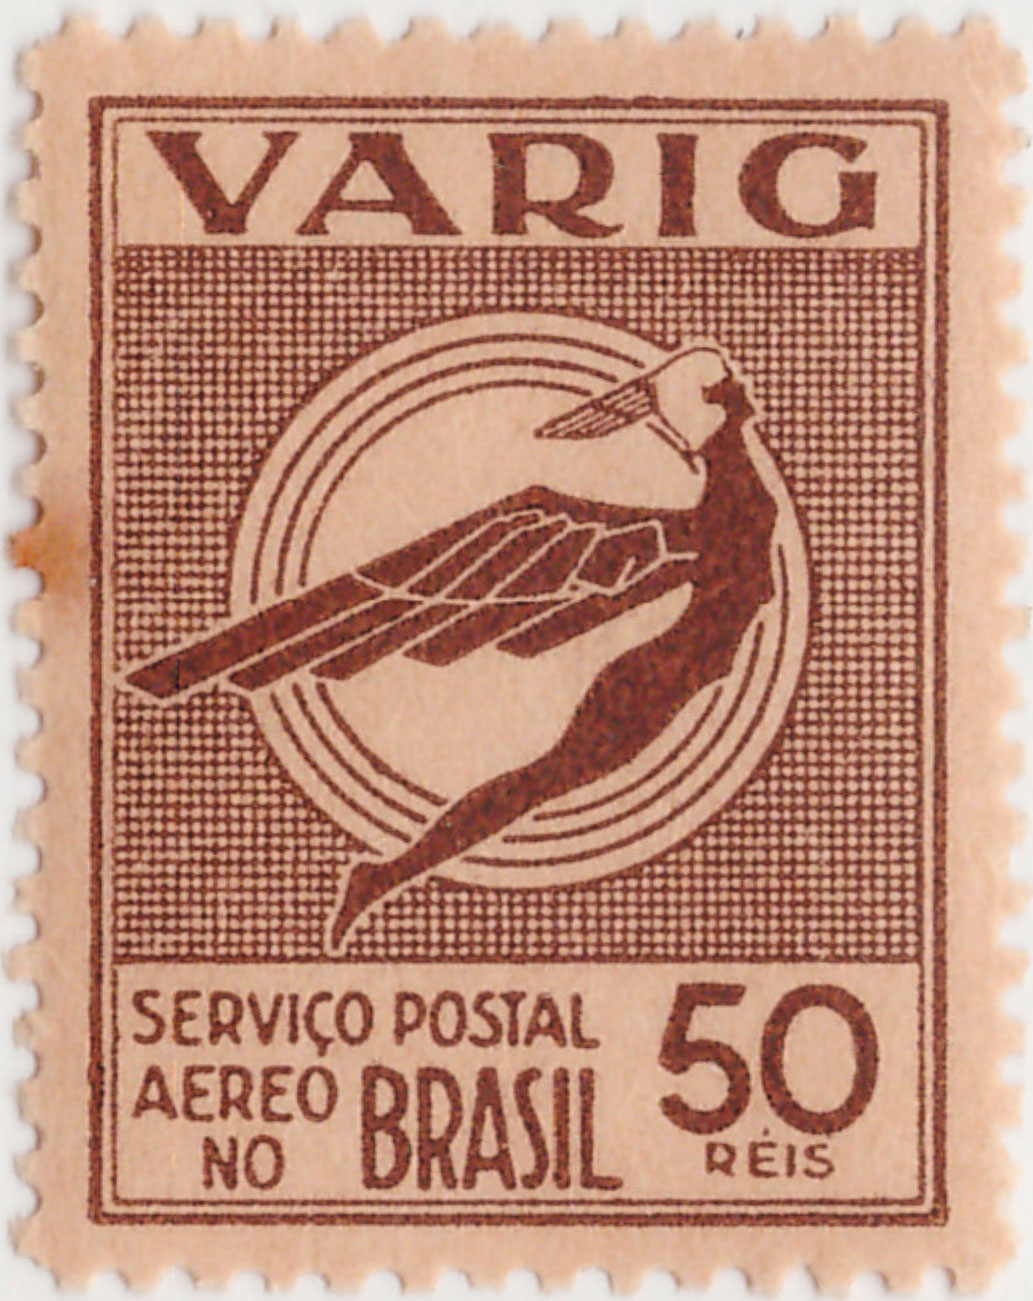 VARIG
SERVIÇO POSTAL
AEREO NO BRASIL
50
RÉIS